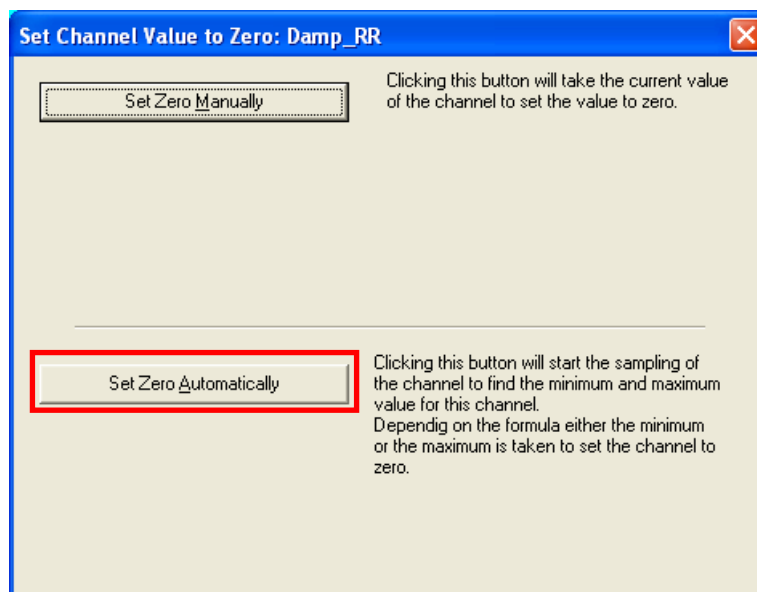 Set Channel Value to Zero: Damp_RR
Set Zero Manually
Clicking this button will take the current value
of the channel to set the value to zero.
Set Zero Automatically
Clicking this button will start the sampling of
the channel to find the minimum and maximum
value for this channel.
Dependig on the formula either the minimum
or the maximum is taken to set the channel to
zero.